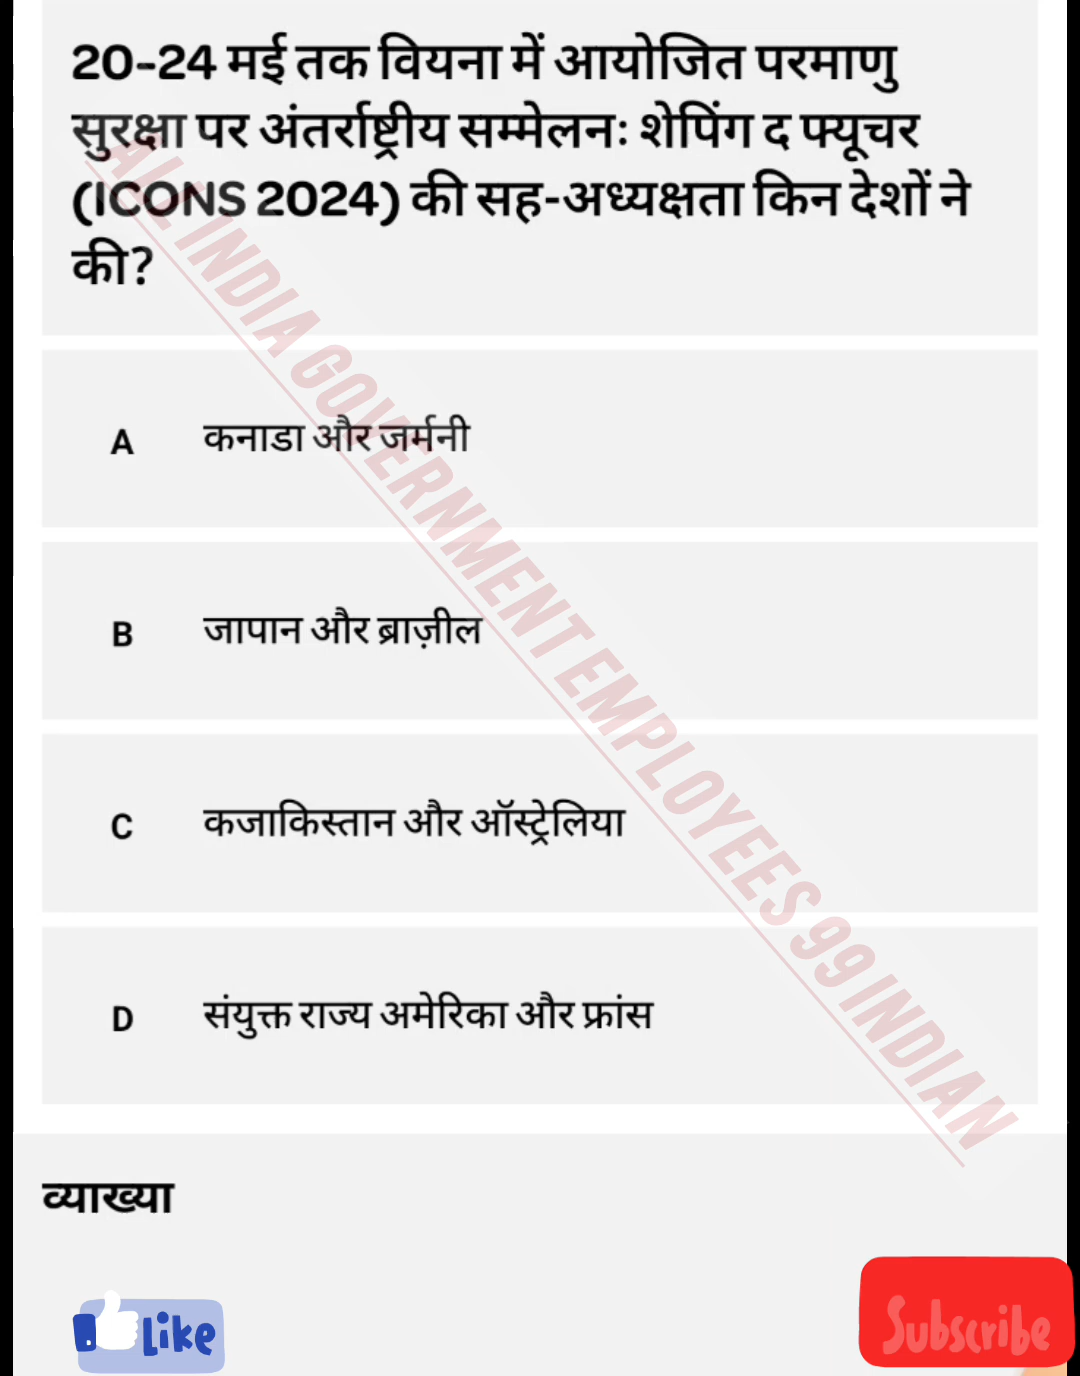 20-24 मई तक वियना में आयोजित परमाणु
सुरक्षा पर अंतर्राष्ट्रीय सम्मेलनः शेपिंग द फ्यूचर
(ICONS 2024) की सह-अध्यक्षता किन देशों ने
की?
A कनाडा और जर्मनी
B जापान और ब्राज़ील
C कजाकिस्तान और ऑस्ट्रेलिया
D संयुक्त राज्य अमेरिका और फ्रांस
ALL INDIA GOVERNMENT EMPLOYEES 99 INDIAN
व्याख्या
Like
Subscribe